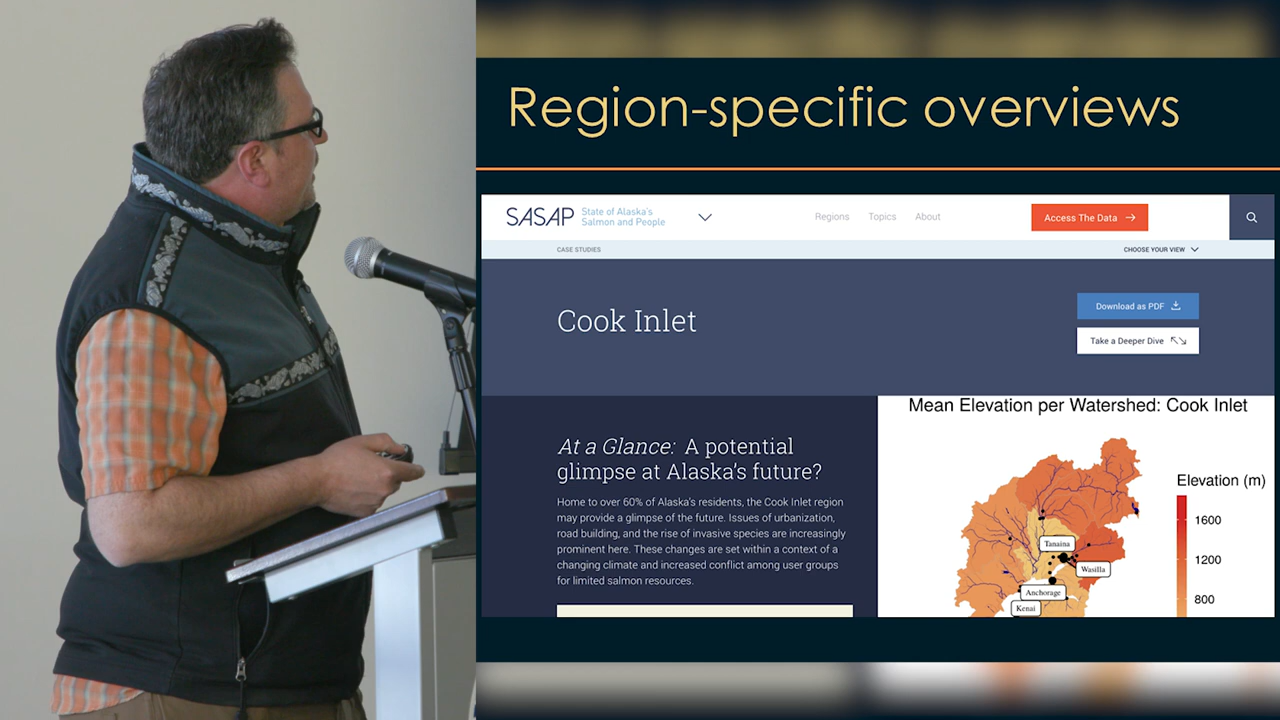 Region-specific overviews
SASAP State of Alaska's
Salmon and People
Regions Topics About
Access The Data
CASE STUDIES
CHOOSE YOUR VIEW
Cook Inlet
Download as PDF
Take a Deeper Dive
At a Glance: A potential
glimpse at Alaska's future?
Home to over 60% of Alaska's residents, the Cook Inlet region
may provide a glimpse of the future. Issues of urbanization,
road building, and the rise of invasive species are increasingly
prominent here. These changes are set within a context of a
changing climate and increased conflict among user groups
for limited salmon resources.
Mean Elevation per Watershed: Cook Inlet
Elevation (m)
1600
1200
800
Tanaina
Wasilla
Anchorage
Kenai